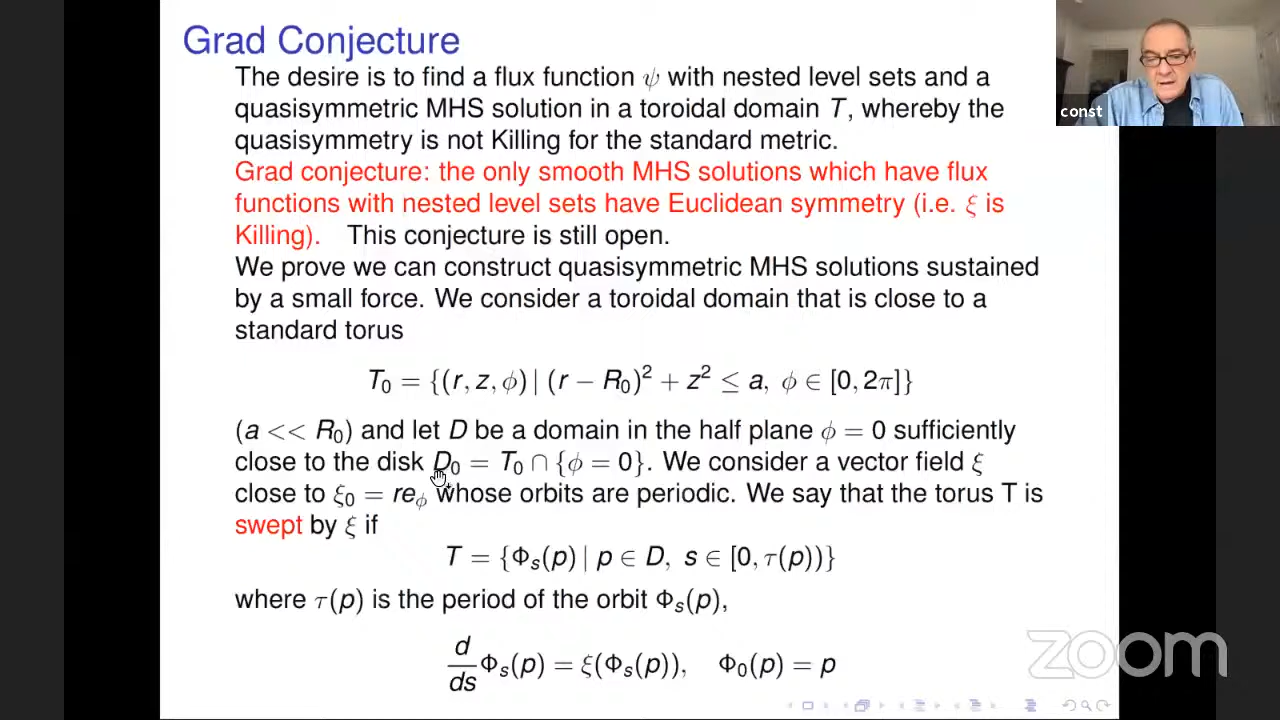 Grad Conjecture
The desire is to find a flux function ψ with nested level sets and a
quasisymmetric MHS solution in a toroidal domain T, whereby the
quasisymmetry is not Killing for the standard metric.
Grad conjecture: the only smooth MHS solutions which have flux
functions with nested level sets have Euclidean symmetry (i.e. ξ is
Killing). This conjecture is still open.
We prove we can construct quasisymmetric MHS solutions sustained
by a small force. We consider a toroidal domain that is close to a
standard torus
T₀ = {(r, z, ϕ) | (r − R₀)² + z² ≤ a, ϕ ∈ [0, 2π]}
(a << R₀) and let D be a domain in the half plane ϕ = 0 sufficiently
close to the disk D₀ = T₀ ∩ {ϕ = 0}. We consider a vector field ξ
close to ξ₀ = re_ϕ whose orbits are periodic. We say that the torus T is
swept by ξ if
T = {Φₛ(p) | p ∈ D, s ∈ [0, τ(p))}
where τ(p) is the period of the orbit Φₛ(p),
d/ds Φₛ(p) = ξ(Φₛ(p)), Φ₀(p) = p
const
zoom